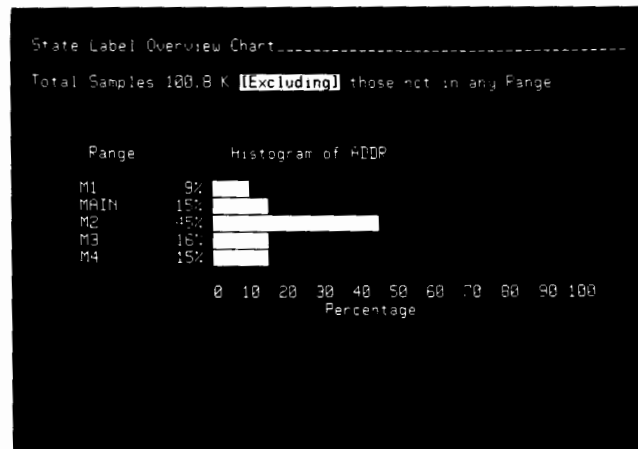 State Label Overview Chart
Total Samples 100.8 K [Excluding] those not in any Range
Range Histogram of ADDR
M1 9%
MAIN 15%
M2 45%
M3 16%
M4 15%
0 10 20 30 40 50 60 70 80 90 100
Percentage